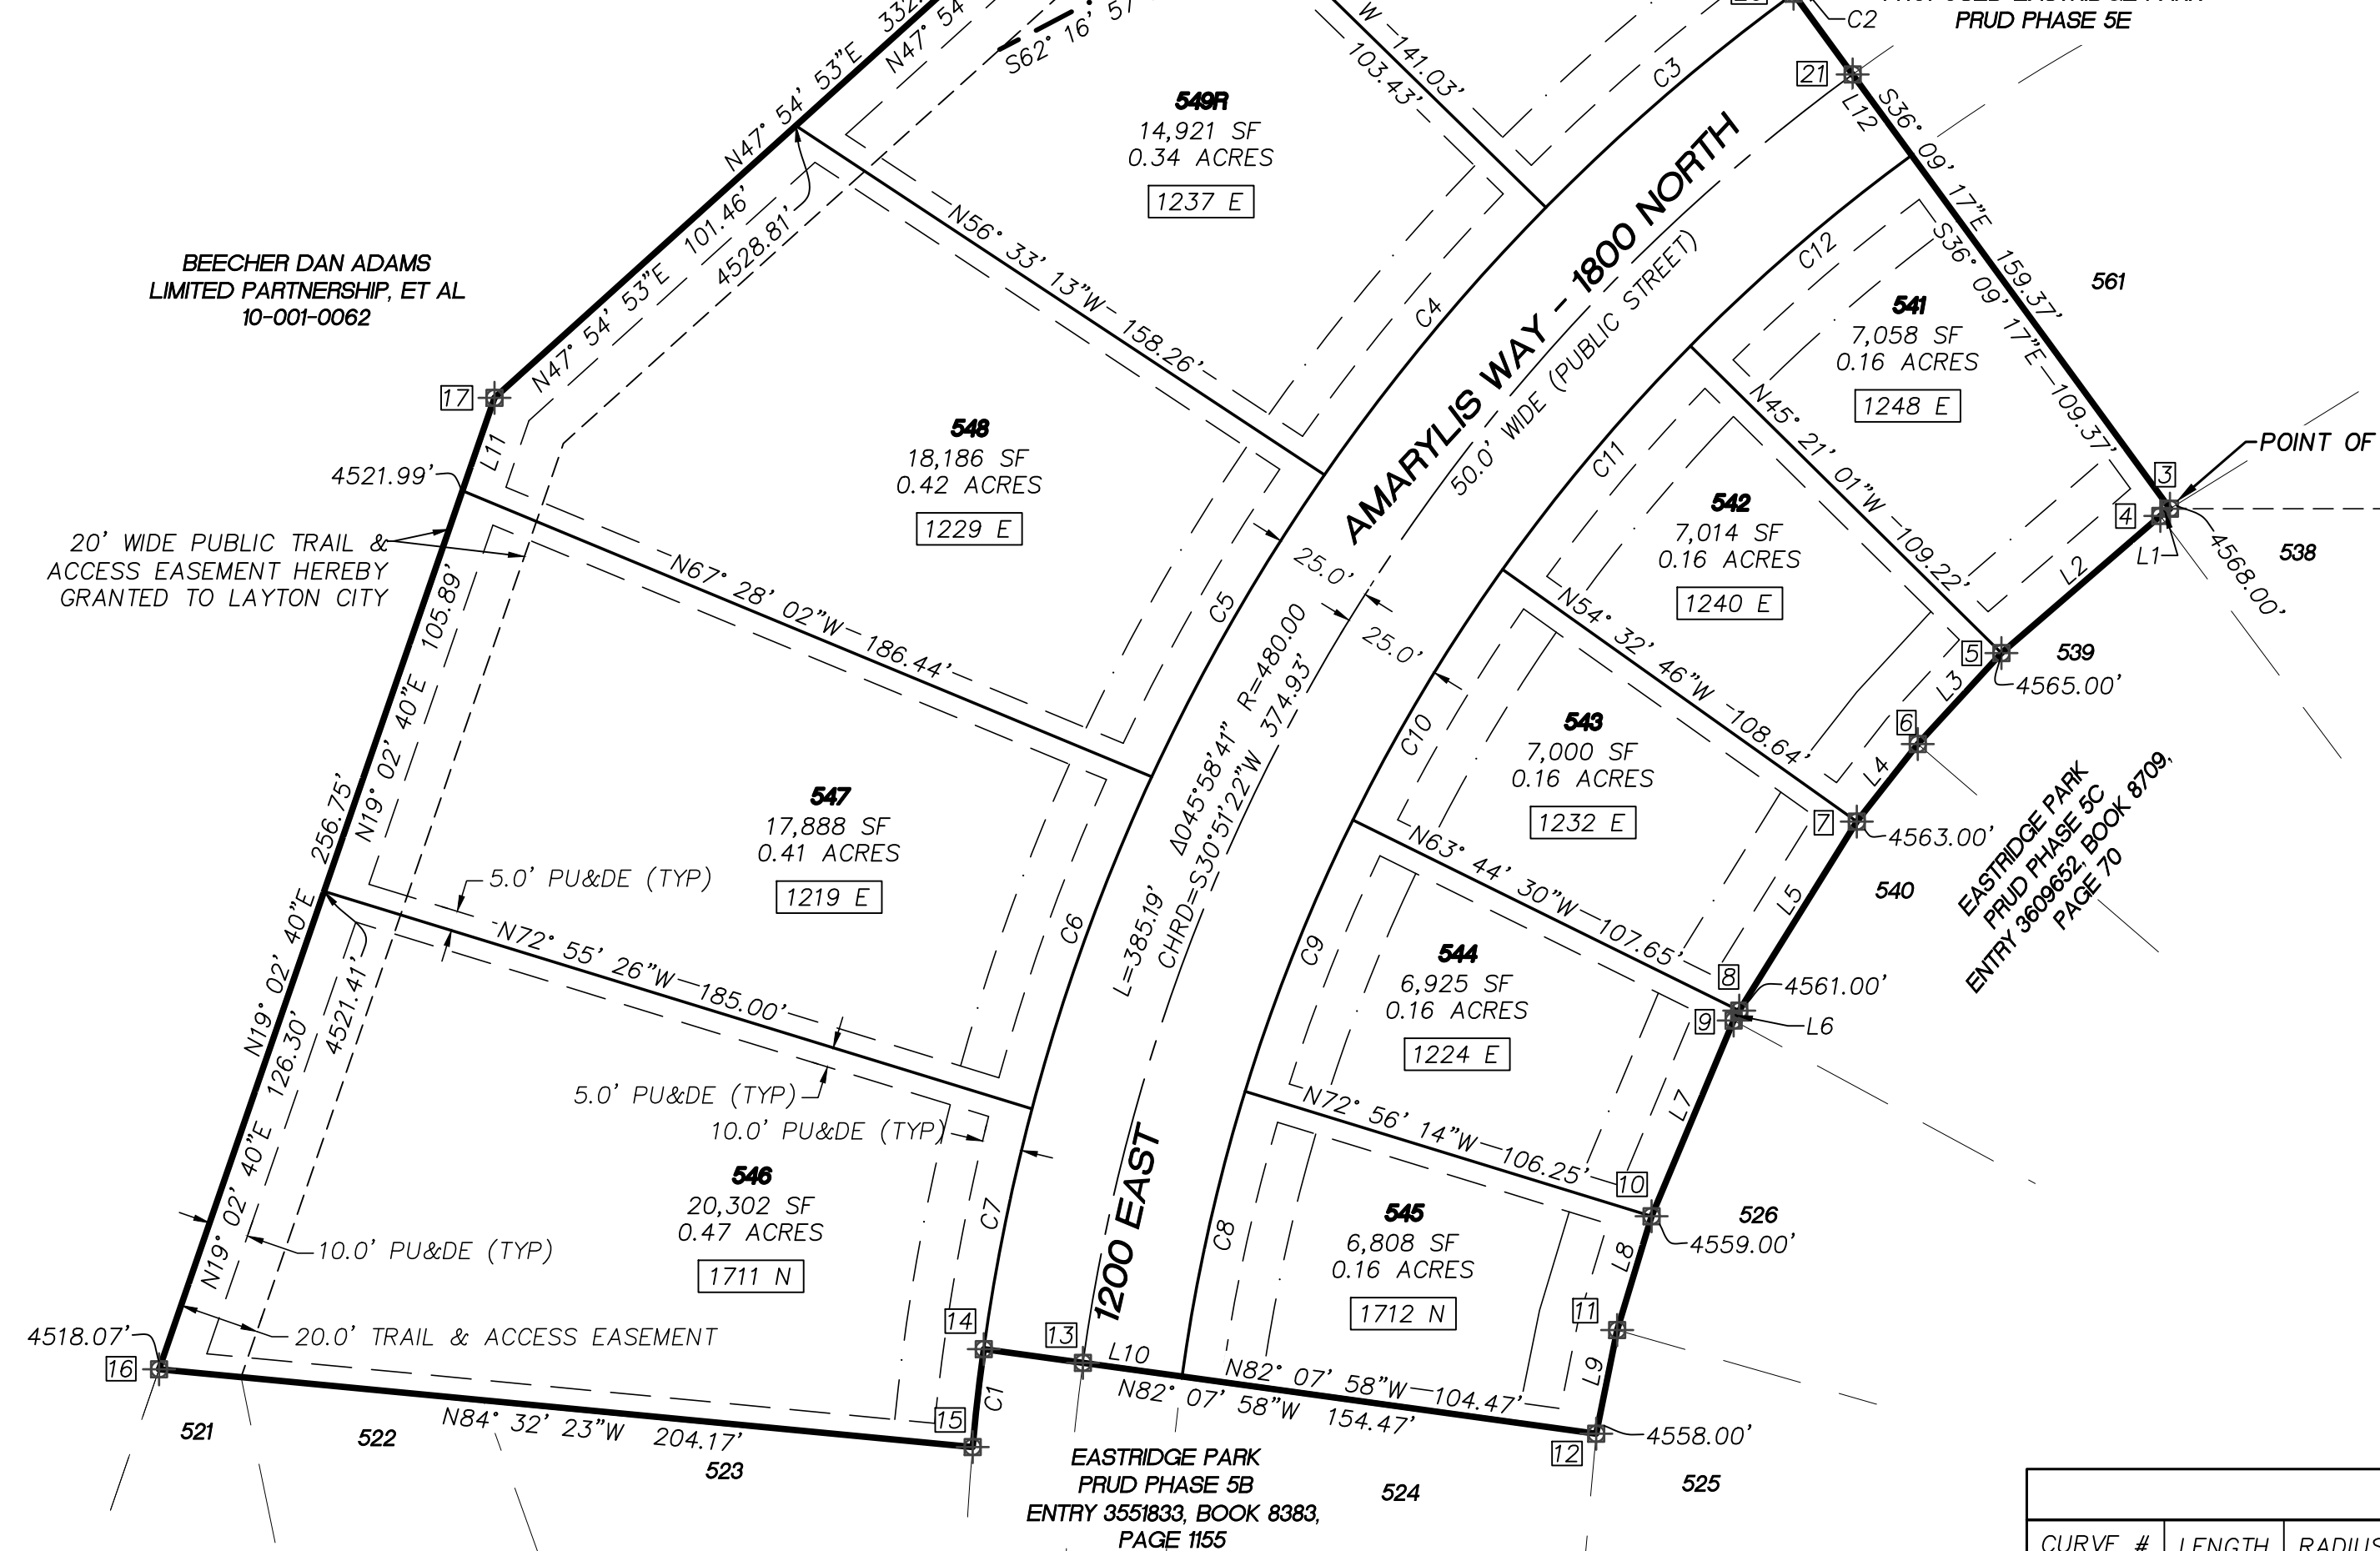 C2
PRUD PHASE 5E
21
L12
S36° 09' 17"E 159.37'
S36° 09' 17"E 109.37'
N47° 54' 53"E 332.
N47° 54'
S62° 16' 57
W 141.03'
103.43'
C3
549R
14,921 SF
0.34 ACRES
1237 E
N47° 54' 53"E 101.46'
4528.81'
N56° 33' 13"W 158.26'
C4
AMARYLIS WAY - 1800 NORTH
50.0' WIDE (PUBLIC STREET)
C12
541
7,058 SF
0.16 ACRES
1248 E
561
BEECHER DAN ADAMS
LIMITED PARTNERSHIP, ET AL
10-001-0062
17
L11
4521.99'
548
18,186 SF
0.42 ACRES
1229 E
C11
N45° 21' 01"W 109.22'
3
4
POINT OF
L1
L2
4568.00'
538
20' WIDE PUBLIC TRAIL &
ACCESS EASEMENT HEREBY
GRANTED TO LAYTON CITY
N67° 28' 02"W 186.44'
C5
25.0'
25.0'
542
7,014 SF
0.16 ACRES
1240 E
5
539
4565.00'
L3
6
L4
N54° 32' 46"W 108.64'
N19° 02' 40"E 105.89'
N19° 02' 40"E 256.75'
547
17,888 SF
0.41 ACRES
1219 E
Δ045°58'41" R=480.00
L=385.19'
CHRD=S30°51'22"W 374.93'
C10
543
7,000 SF
0.16 ACRES
1232 E
7
4563.00'
L5
540
EASTRIDGE PARK
PRUD PHASE 5C
ENTRY 3609652, BOOK 8709,
PAGE 70
5.0' PU&DE (TYP)
N72° 55' 26"W 185.00'
C6
N63° 44' 30"W 107.65'
C9
544
6,925 SF
0.16 ACRES
1224 E
8
4561.00'
9
L6
L7
4521.41'
5.0' PU&DE (TYP)
10.0' PU&DE (TYP)
N72° 56' 14"W 106.25'
10
526
4559.00'
N19° 02' 40"E 126.30'
546
20,302 SF
0.47 ACRES
1711 N
C7
1200 EAST
C8
545
6,808 SF
0.16 ACRES
1712 N
L8
11
L9
10.0' PU&DE (TYP)
20.0' TRAIL & ACCESS EASEMENT
4518.07'
16
14
13
L10
N82° 07' 58"W 104.47'
N82° 07' 58"W 154.47'
C1
15
N84° 32' 23"W 204.17'
12
4558.00'
521
522
523
524
525
EASTRIDGE PARK
PRUD PHASE 5B
ENTRY 3551833, BOOK 8383,
PAGE 1155
CURVE #
LENGTH
RADIUS